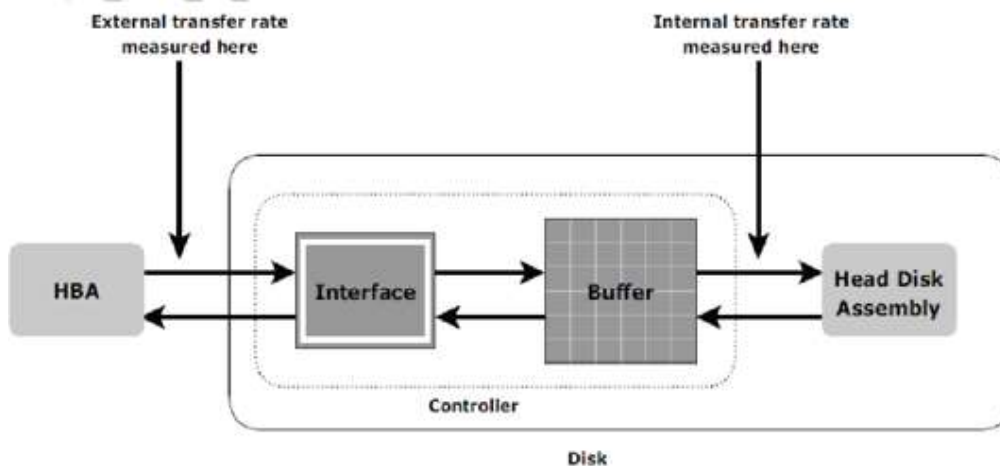 External transfer rate
measured here
Internal transfer rate
measured here
HBA
Interface
Buffer
Head Disk
Assembly
Controller
Disk